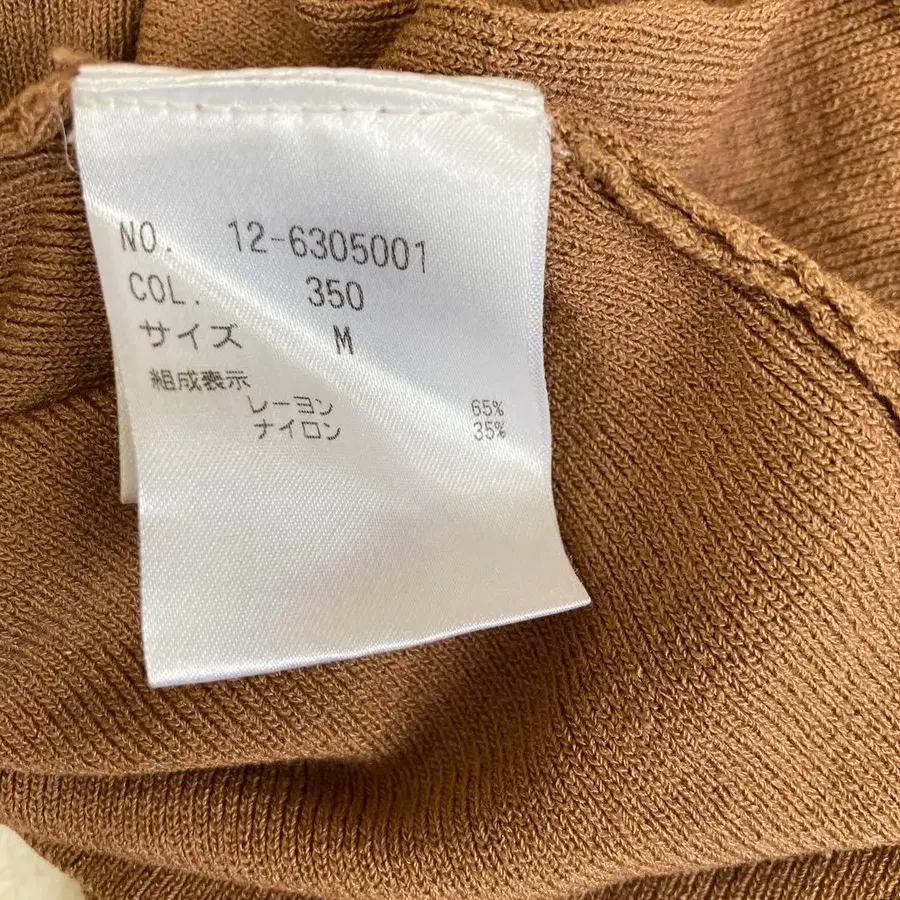 NO. 12-6305001
COL. 350
サイズ M
組成表示
レーヨン 65%
ナイロン 35%